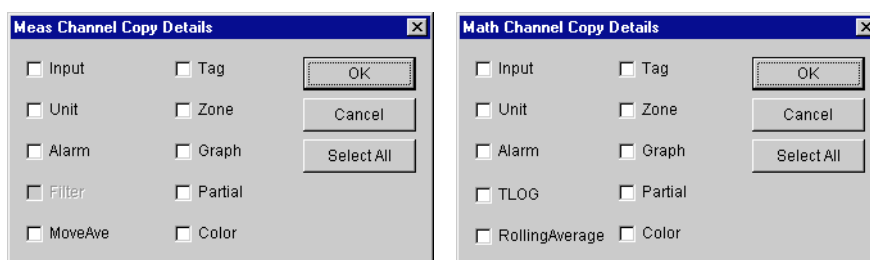 Meas Channel Copy Details
Input
Tag
OK
Unit
Zone
Cancel
Alarm
Graph
Select All
Filter
Partial
MoveAve
Color
Math Channel Copy Details
Input
Tag
OK
Unit
Zone
Cancel
Alarm
Graph
Select All
TLOG
Partial
RollingAverage
Color